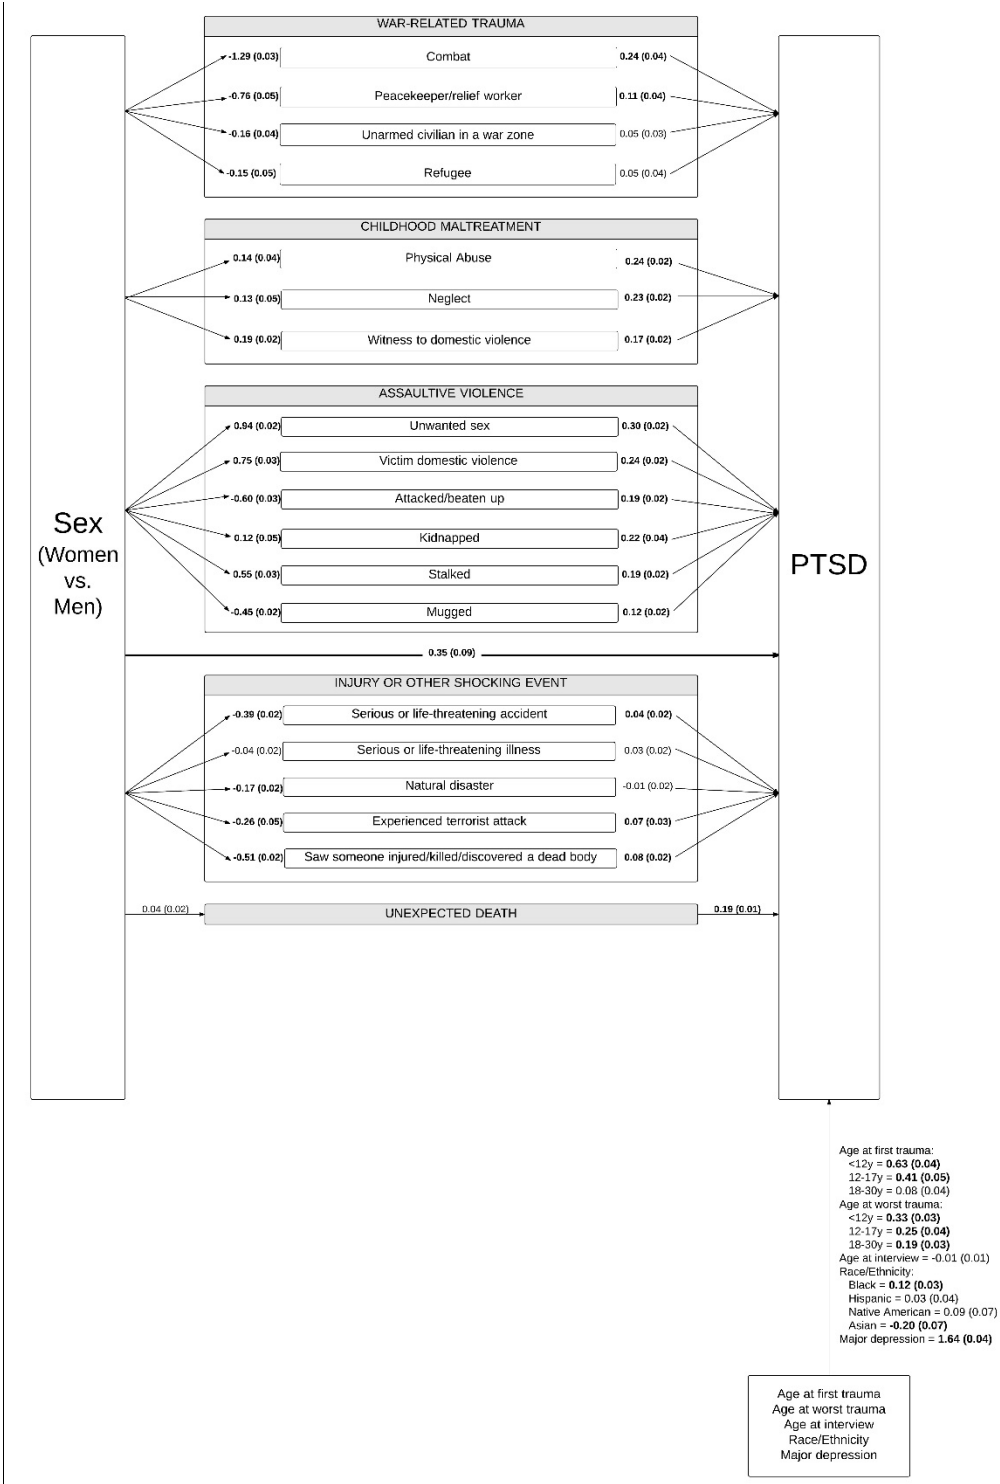 WAR-RELATED TRAUMA
-1.29 (0.03) Combat 0.24 (0.04)
-0.76 (0.05) Peacekeeper/relief worker 0.11 (0.04)
-0.16 (0.04) Unarmed civilian in a war zone 0.05 (0.03)
-0.15 (0.05) Refugee 0.05 (0.04)
CHILDHOOD MALTREATMENT
0.14 (0.04) Physical Abuse 0.24 (0.02)
0.13 (0.05) Neglect 0.23 (0.02)
0.19 (0.02) Witness to domestic violence 0.17 (0.02)
ASSAULTIVE VIOLENCE
0.94 (0.02) Unwanted sex 0.30 (0.02)
0.75 (0.03) Victim domestic violence 0.24 (0.02)
-0.60 (0.03) Attacked/beaten up 0.19 (0.02)
0.12 (0.05) Kidnapped 0.22 (0.04)
0.55 (0.03) Stalked 0.19 (0.02)
-0.45 (0.02) Mugged 0.12 (0.02)
Sex
(Women
vs.
Men)
PTSD
0.35 (0.09)
INJURY OR OTHER SHOCKING EVENT
-0.39 (0.02) Serious or life-threatening accident 0.04 (0.02)
-0.04 (0.02) Serious or life-threatening illness 0.03 (0.02)
-0.17 (0.02) Natural disaster -0.01 (0.02)
-0.26 (0.05) Experienced terrorist attack 0.07 (0.03)
-0.51 (0.02) Saw someone injured/killed/discovered a dead body 0.08 (0.02)
0.04 (0.02) UNEXPECTED DEATH 0.19 (0.01)
Age at first trauma:
<12y = 0.63 (0.04)
12-17y = 0.41 (0.05)
18-30y = 0.08 (0.04)
Age at worst trauma:
<12y = 0.33 (0.03)
12-17y = 0.25 (0.04)
18-30y = 0.19 (0.03)
Age at interview = -0.01 (0.01)
Race/Ethnicity:
Black = 0.12 (0.03)
Hispanic = 0.03 (0.04)
Native American = 0.09 (0.07)
Asian = -0.20 (0.07)
Major depression = 1.64 (0.04)
Age at first trauma
Age at worst trauma
Age at interview
Race/Ethnicity
Major depression